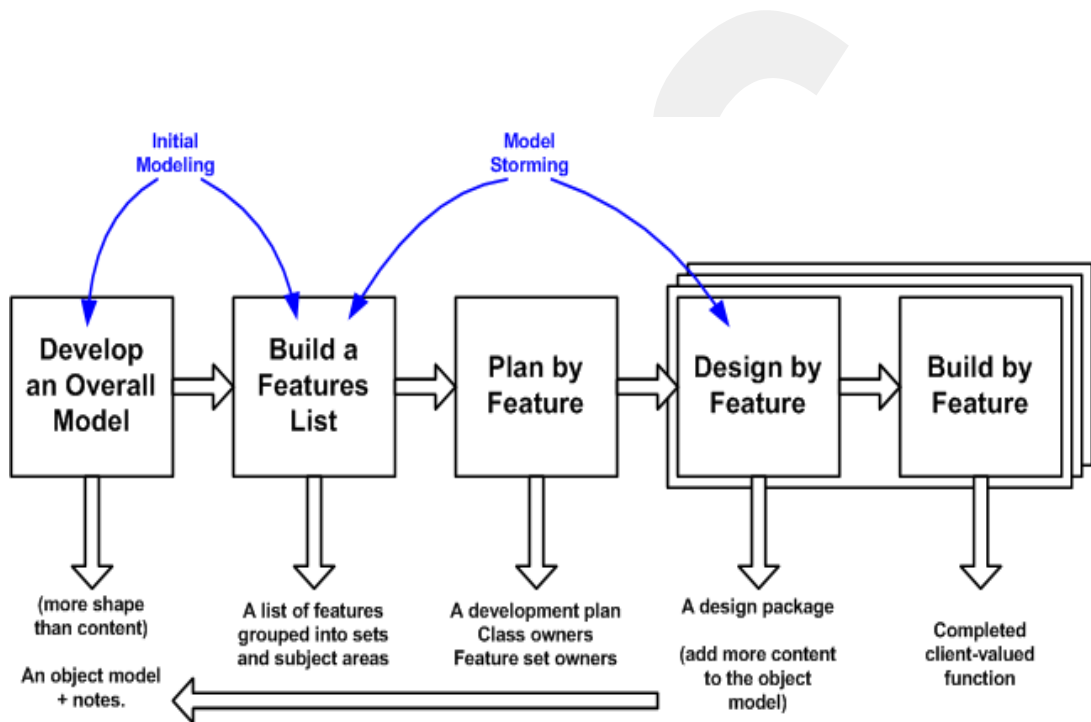 Initial
Modeling
Model
Storming
Develop
an Overall
Model
Build a
Features
List
Plan by
Feature
Design by
Feature
Build by
Feature
(more shape
than content)
An object model
+ notes.
A list of features
grouped into sets
and subject areas
A development plan
Class owners
Feature set owners
A design package
(add more content
to the object
model)
Completed
client-valued
function